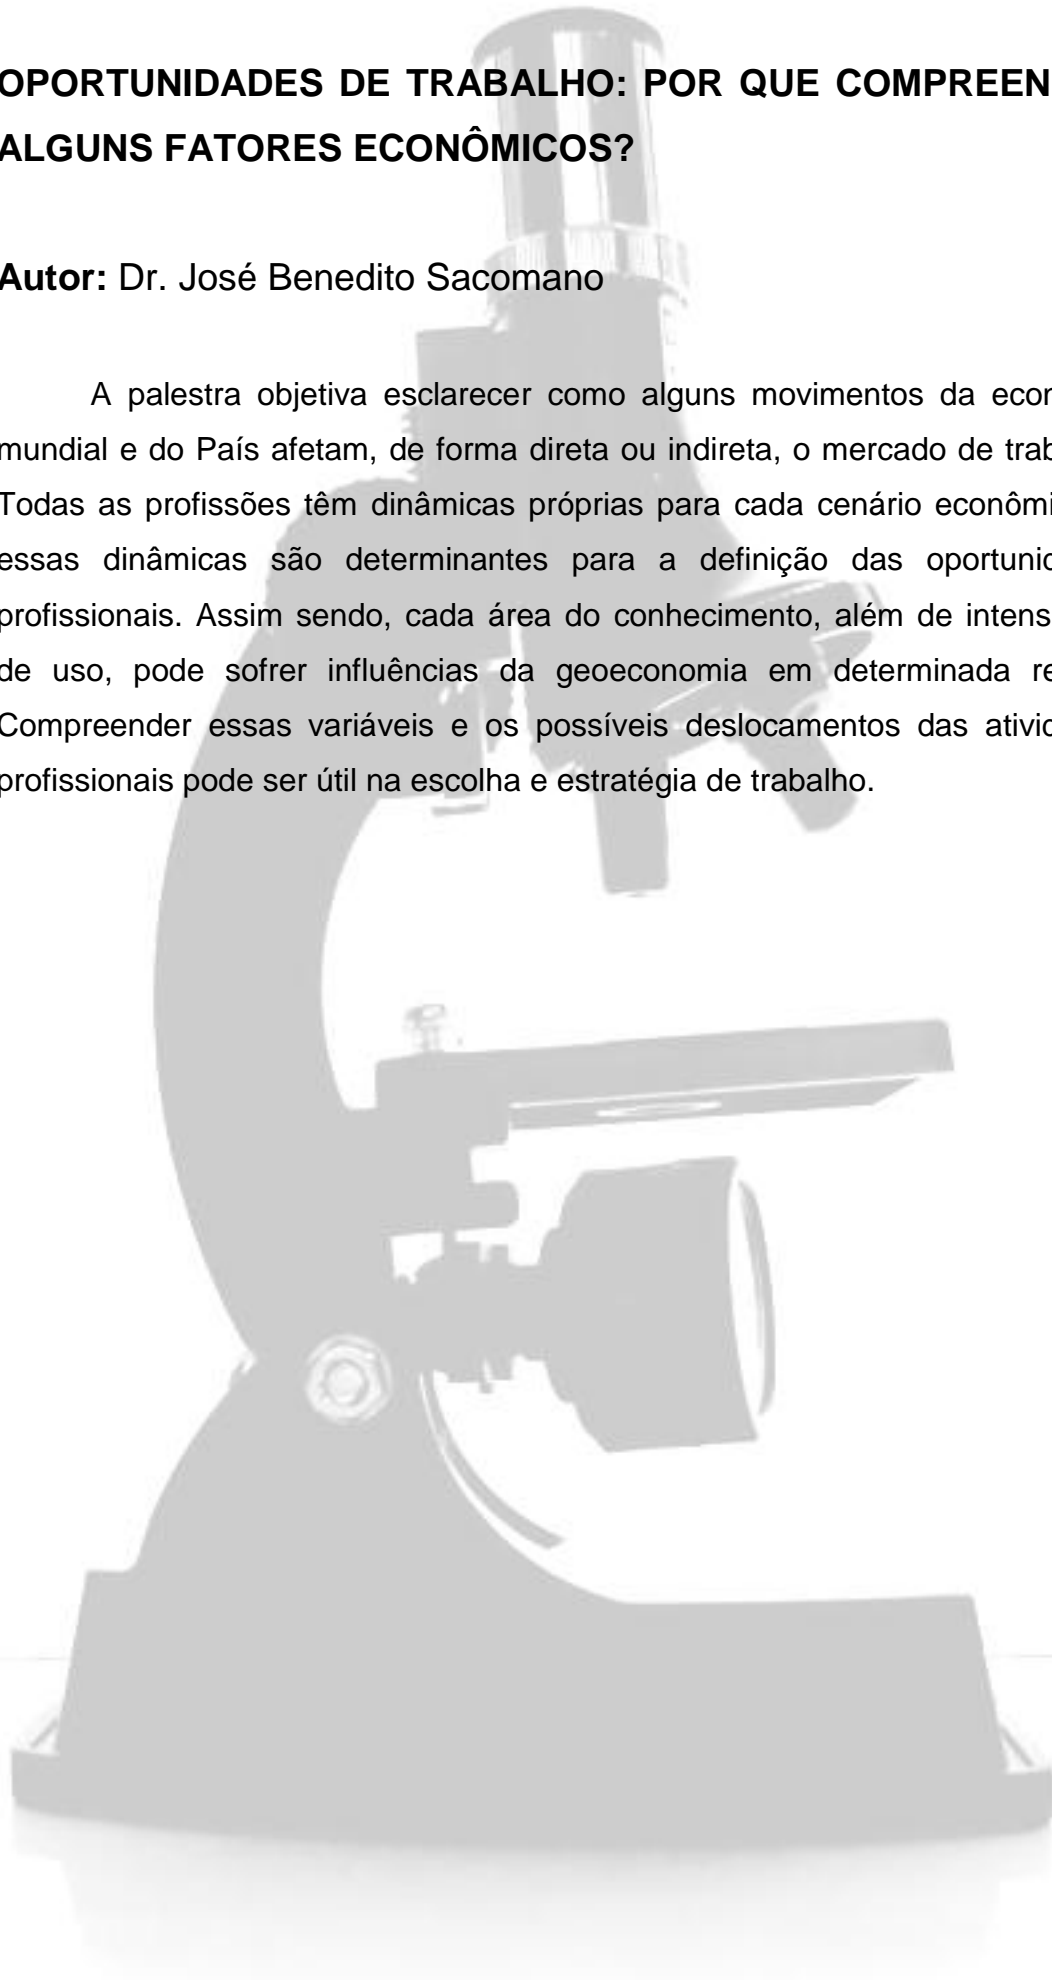 OPORTUNIDADES DE TRABALHO: POR QUE COMPREEN
ALGUNS FATORES ECONÔMICOS?
Autor: Dr. José Benedito Sacomano
A palestra objetiva esclarecer como alguns movimentos da econ
mundial e do País afetam, de forma direta ou indireta, o mercado de trab
Todas as profissões têm dinâmicas próprias para cada cenário econômi
essas dinâmicas são determinantes para a definição das oportunid
profissionais. Assim sendo, cada área do conhecimento, além de intens
de uso, pode sofrer influências da geoeconomia em determinada re
Compreender essas variáveis e os possíveis deslocamentos das ativid
profissionais pode ser útil na escolha e estratégia de trabalho.